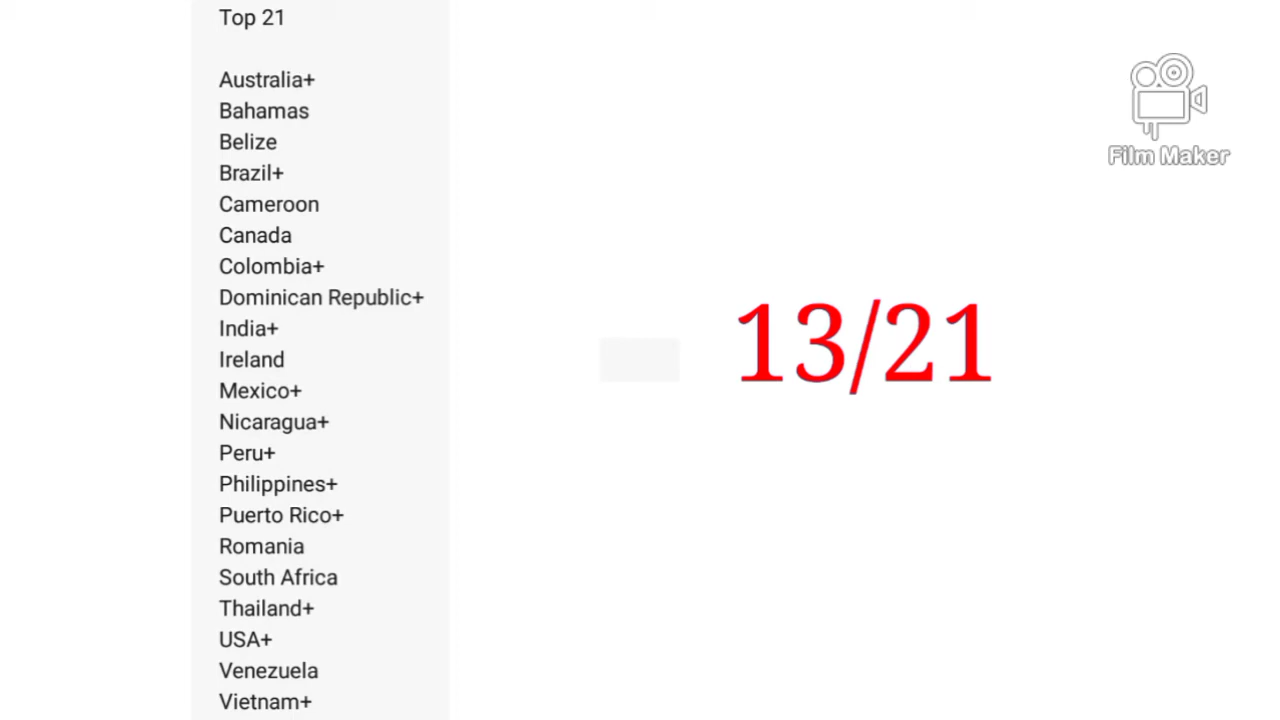 Top 21
Australia+
Bahamas
Belize
Brazil+
Cameroon
Canada
Colombia+
Dominican Republic+
India+
Ireland
Mexico+
Nicaragua+
Peru+
Philippines+
Puerto Rico+
Romania
South Africa
Thailand+
USA+
Venezuela
Vietnam+
13/21
Film Maker